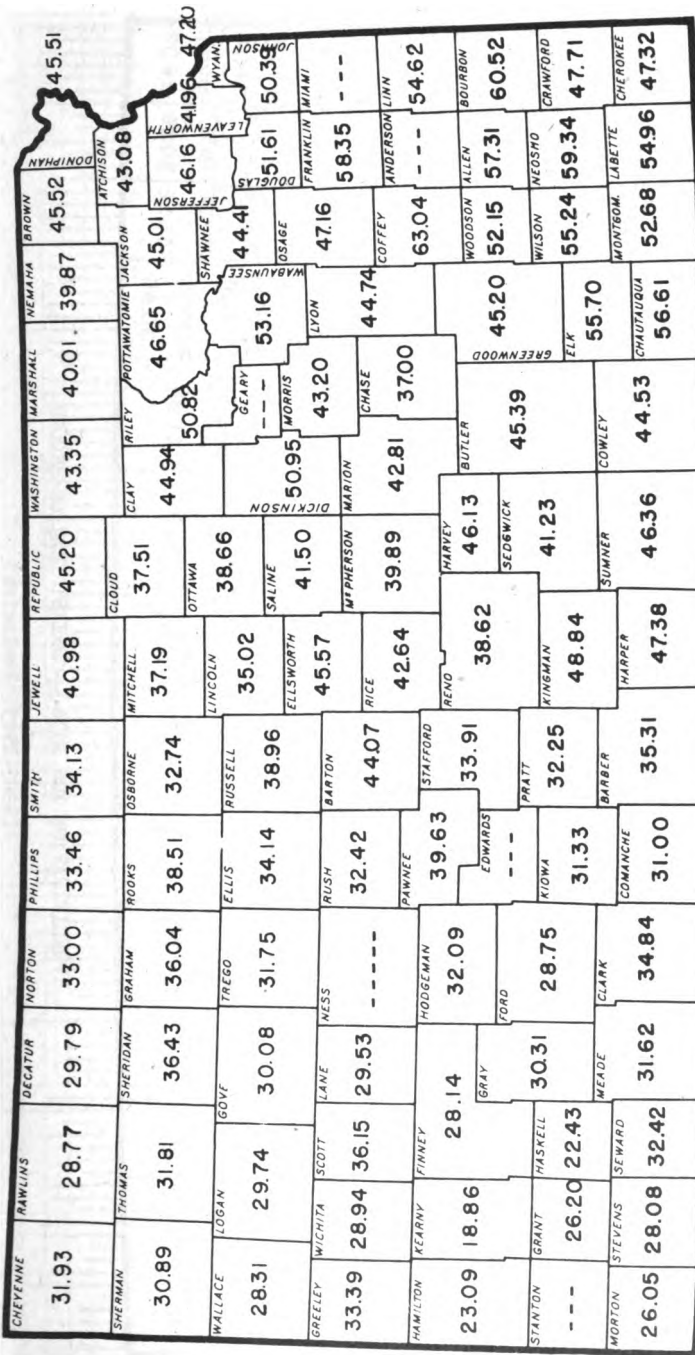 CHEYENNE
31.93
RAWLINS
28.77
DECATUR
29.79
NORTON
33.00
PHILLIPS
33.46
SMITH
34.13
JEWELL
40.98
REPUBLIC
45.20
WASHINGTON
43.35
MARSHALL
40.01
NEMAHA
39.87
BROWN
45.52
DONIPHAN
45.51
SHERMAN
30.89
THOMAS
31.81
SHERIDAN
36.43
GRAHAM
36.04
ROOKS
38.51
OSBORNE
32.74
MITCHELL
37.19
CLOUD
37.51
CLAY
44.94
RILEY
50.82
POTTAWATOMIE
46.65
JACKSON
45.01
ATCHISON
43.08
JEFFERSON
46.16
LEAVENWORTH
41.96
WYAN.
47.20
WALLACE
28.31
LOGAN
29.74
GOVE
30.08
TREGO
31.75
ELLIS
34.14
RUSSELL
38.96
LINCOLN
35.02
OTTAWA
38.66
SALINE
41.50
DICKINSON
50.95
GEARY
----
WABAUNSEE
53.16
SHAWNEE
44.41
DOUGLAS
51.61
JOHNSON
50.39
GREELEY
33.39
WICHITA
28.94
SCOTT
36.15
LANE
29.53
NESS
-----
RUSH
32.42
BARTON
44.07
ELLSWORTH
45.57
RICE
42.64
McPHERSON
39.89
MARION
42.81
MORRIS
43.20
CHASE
37.00
LYON
44.74
OSAGE
47.16
FRANKLIN
58.35
MIAMI
---
HAMILTON
23.09
KEARNY
18.86
FINNEY
28.14
HODGEMAN
32.09
PAWNEE
39.63
STAFFORD
33.91
RENO
38.62
HARVEY
46.13
BUTLER
45.39
GREENWOOD
45.20
COFFEY
63.04
ANDERSON
---
LINN
54.62
GRAY
30.31
FORD
28.75
EDWARDS
---
PRATT
32.25
KINGMAN
48.84
SEDGWICK
41.23
WOODSON
52.15
ALLEN
57.31
BOURBON
60.52
STANTON
---
GRANT
26.20
HASKELL
22.43
KIOWA
31.33
ELK
55.70
WILSON
55.24
NEOSHO
59.34
CRAWFORD
47.71
MORTON
26.05
STEVENS
28.08
SEWARD
32.42
MEADE
31.62
CLARK
34.84
COMANCHE
31.00
BARBER
35.31
HARPER
47.38
SUMNER
46.36
COWLEY
44.53
CHAUTAUQUA
56.61
MONTGOM.
52.68
LABETTE
54.96
CHEROKEE
47.32